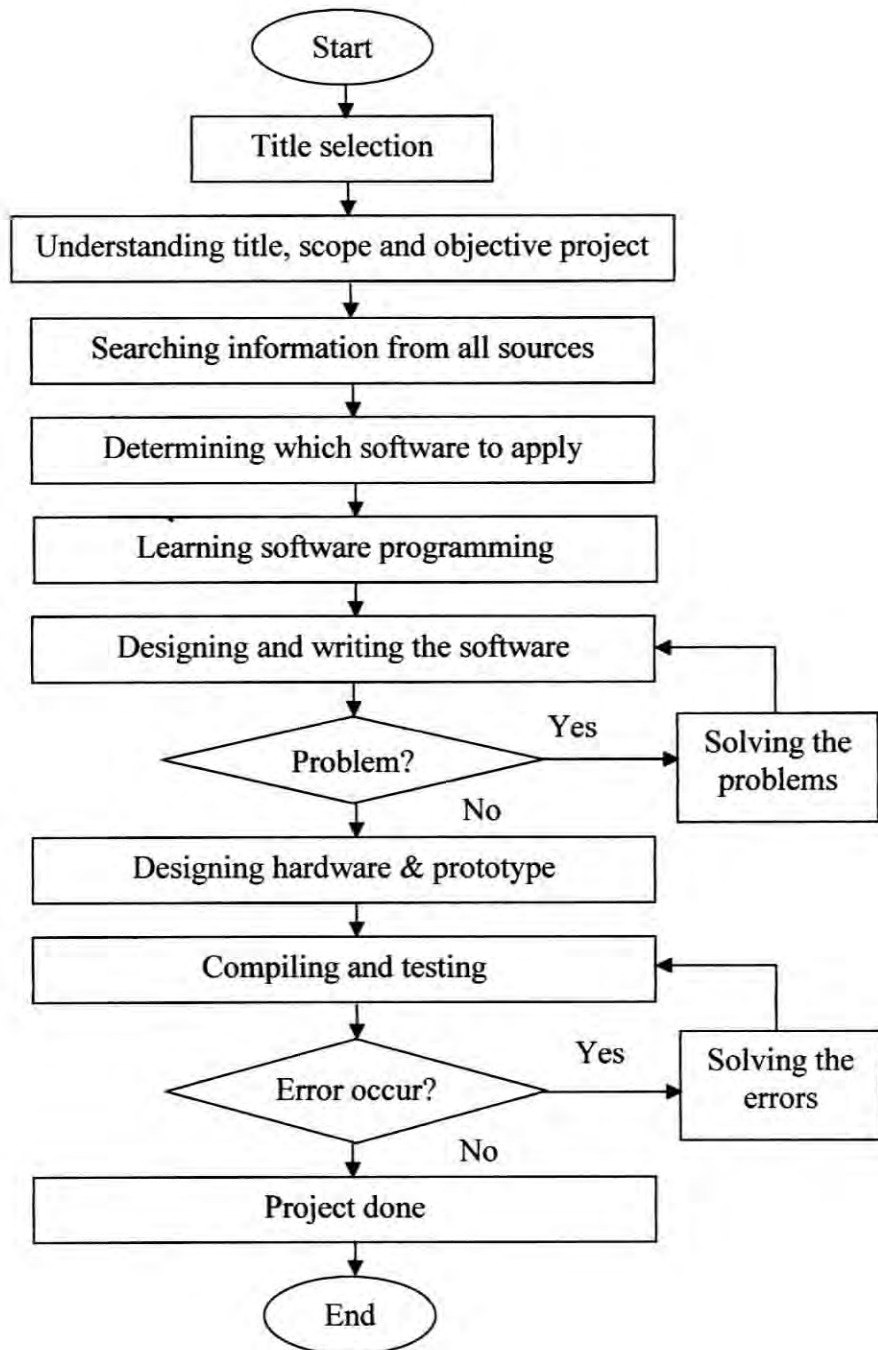 Start
Title selection
Understanding title, scope and objective project
Searching information from all sources
Determining which software to apply
Learning software programming
Designing and writing the software
Problem?
Yes
Solving the
problems
No
Designing hardware & prototype
Compiling and testing
Error occur?
Yes
Solving the
errors
No
Project done
End